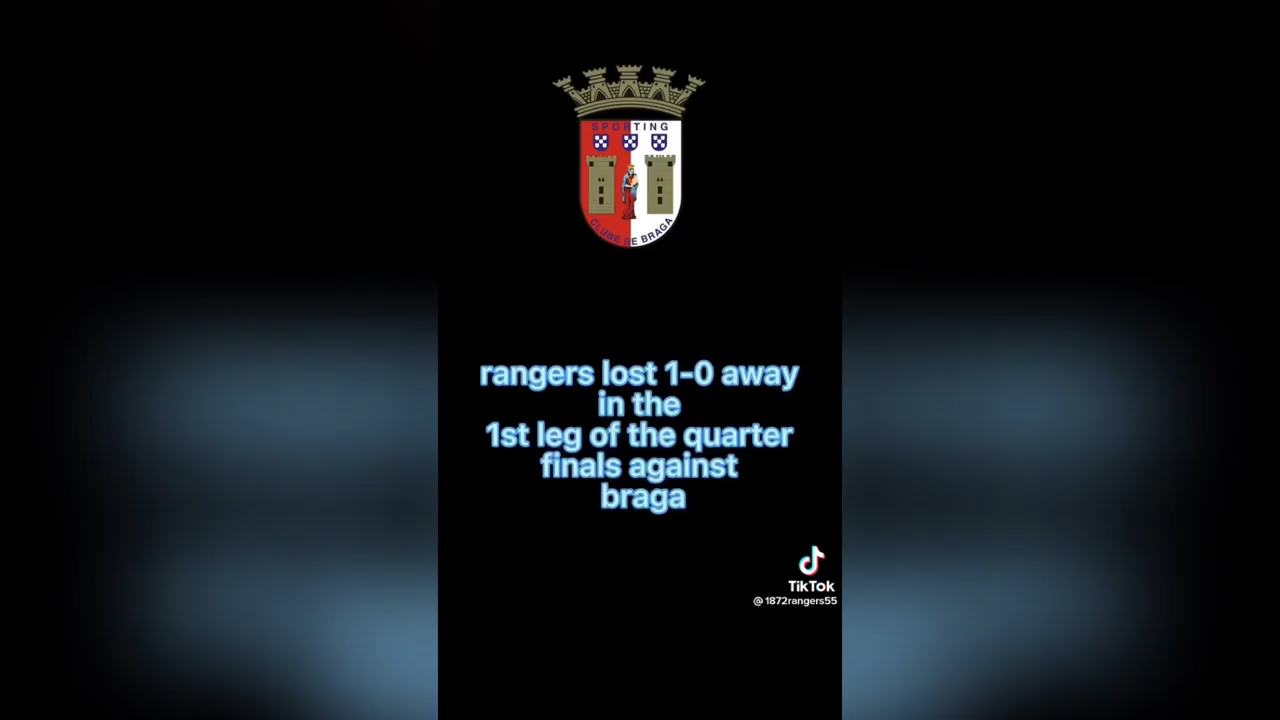 SPORTING
CLUBE DE BRAGA
rangers lost 1-0 away
in the
1st leg of the quarter
finals against
braga
TikTok
@ 1872rangers55